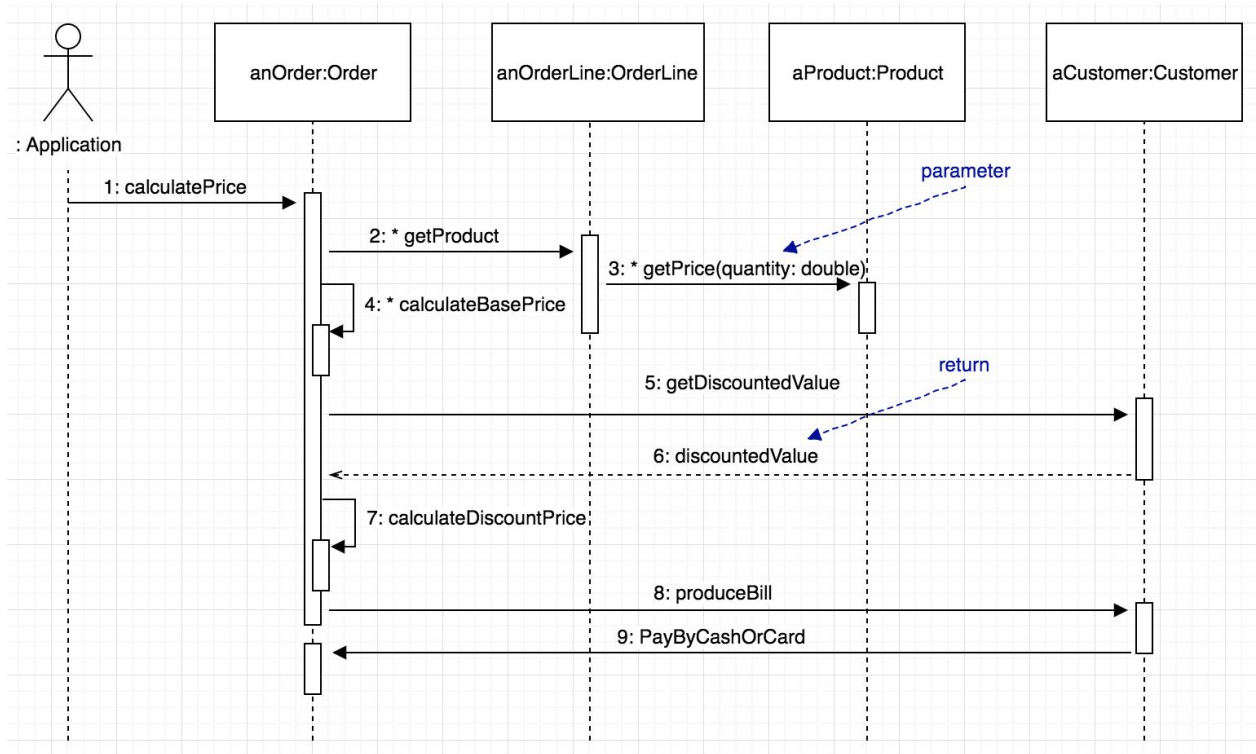 anOrder:Order
anOrderLine:OrderLine
aProduct:Product
aCustomer:Customer
: Application
parameter
1: calculatePrice
2: * getProduct
3: * getPrice(quantity: double)
4: * calculateBasePrice
return
5: getDiscountedValue
6: discountedValue
7: calculateDiscountPrice
8: produceBill
9: PayByCashOrCard